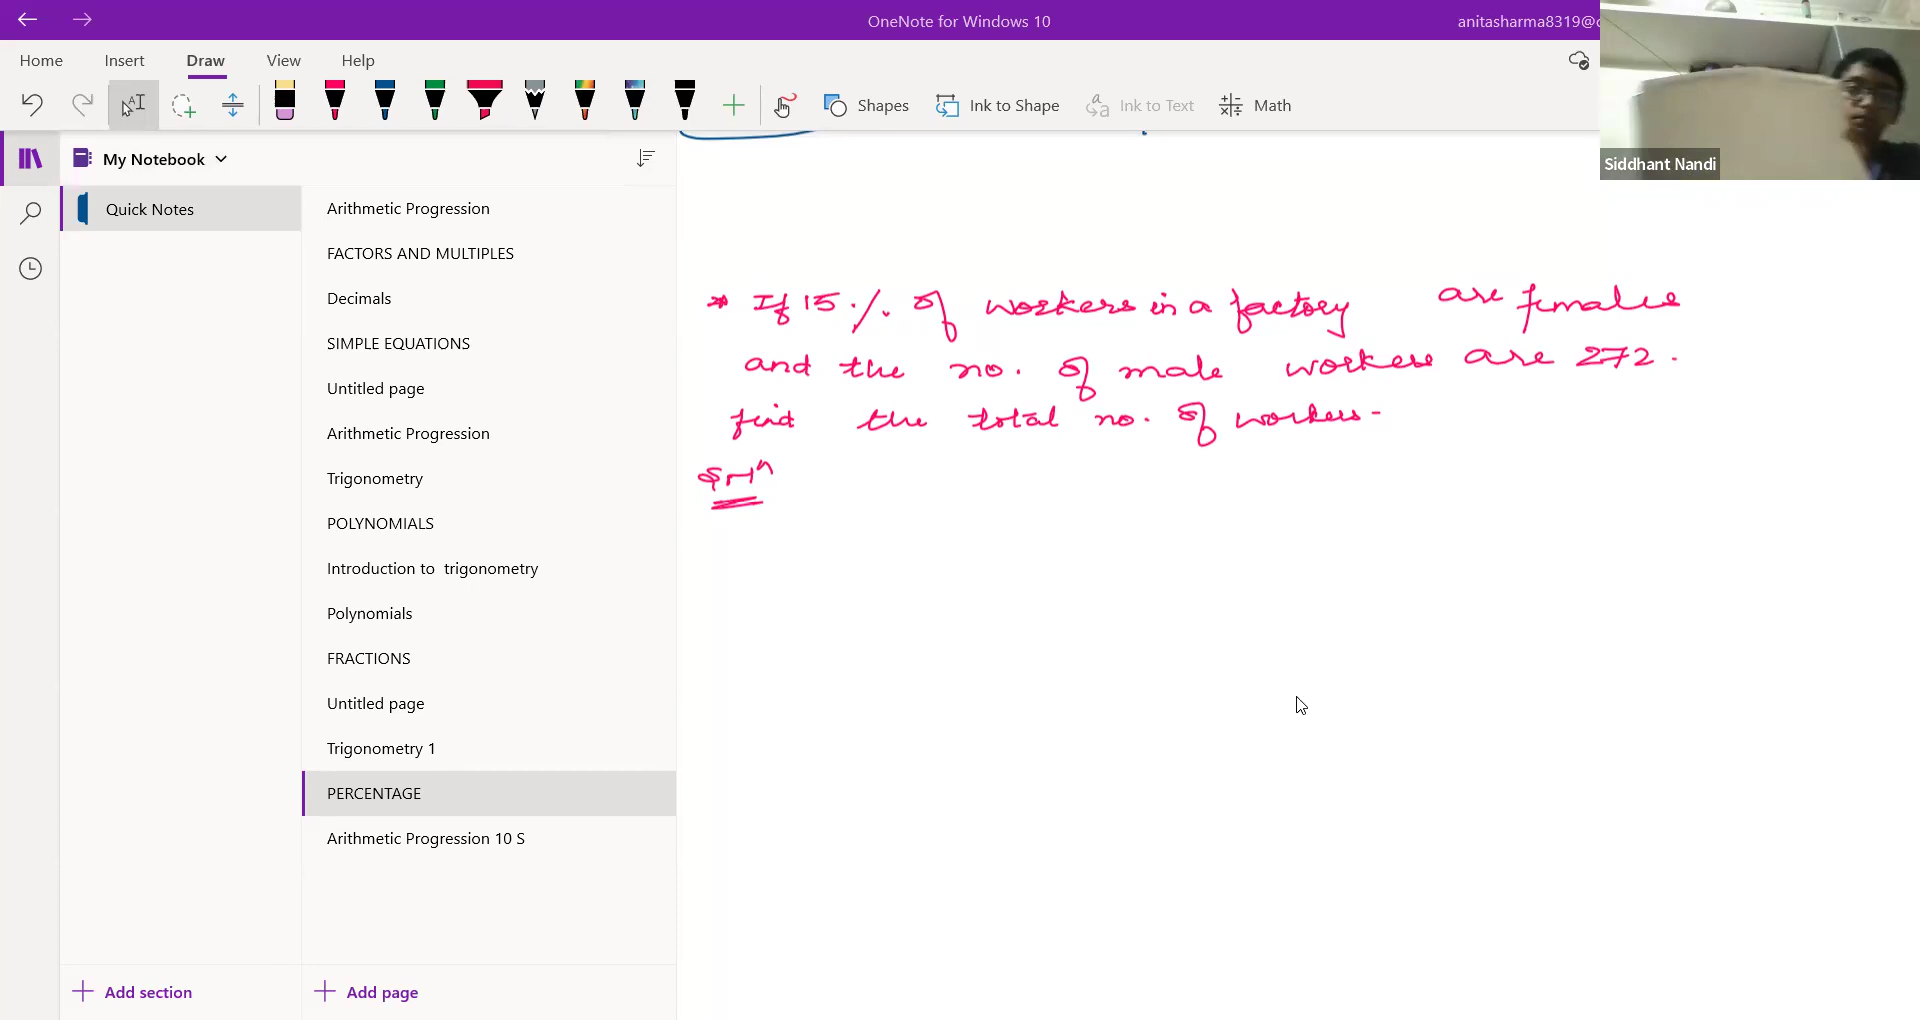 OneNote for Windows 10
anitasharma8319@
Home Insert Draw View Help
Shapes Ink to Shape Ink to Text Math
Siddhant Nandi
My Notebook
Quick Notes
Arithmetic Progression
FACTORS AND MULTIPLES
Decimals
SIMPLE EQUATIONS
Untitled page
Arithmetic Progression
Trigonometry
POLYNOMIALS
Introduction to trigonometry
Polynomials
FRACTIONS
Untitled page
Trigonometry 1
PERCENTAGE
Arithmetic Progression 10 S
Add section
Add page
* If 15 % of workers in a factory are females
and the no. of male workers are 272.
find the total no. of workers-